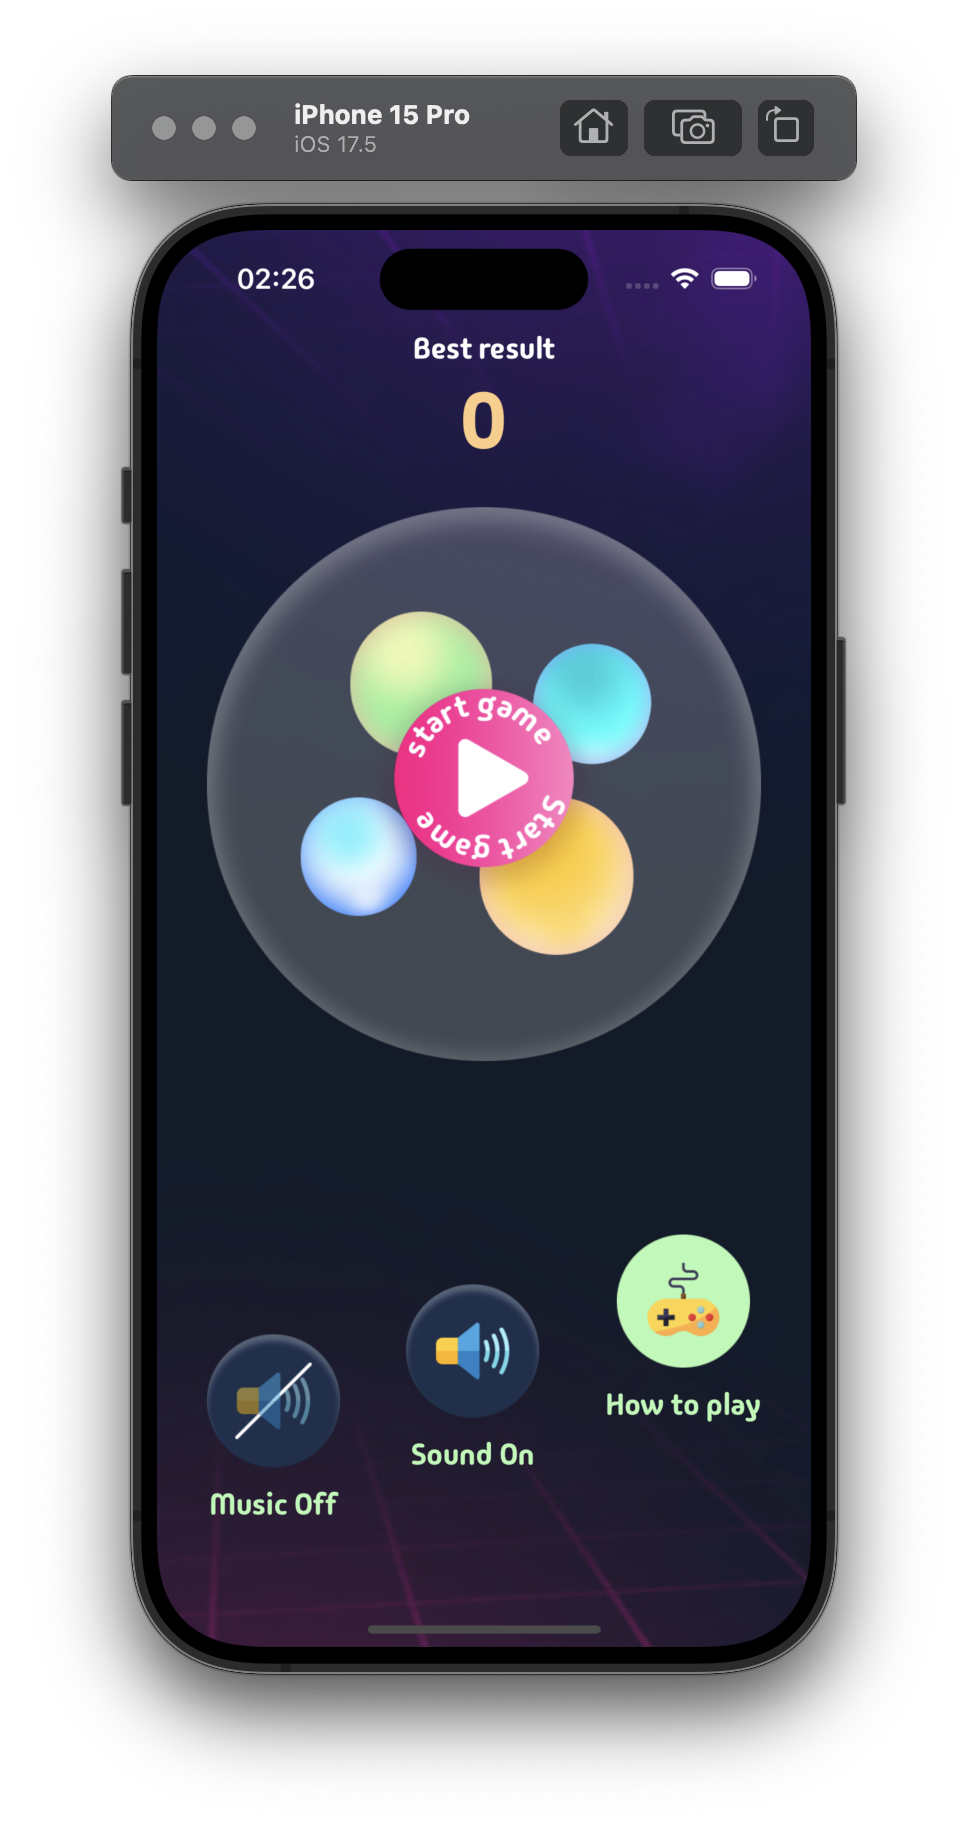 iPhone 15 Pro
iOS 17.5
02:26
Best result
0
start game
Start game
How to play
Sound On
Music Off